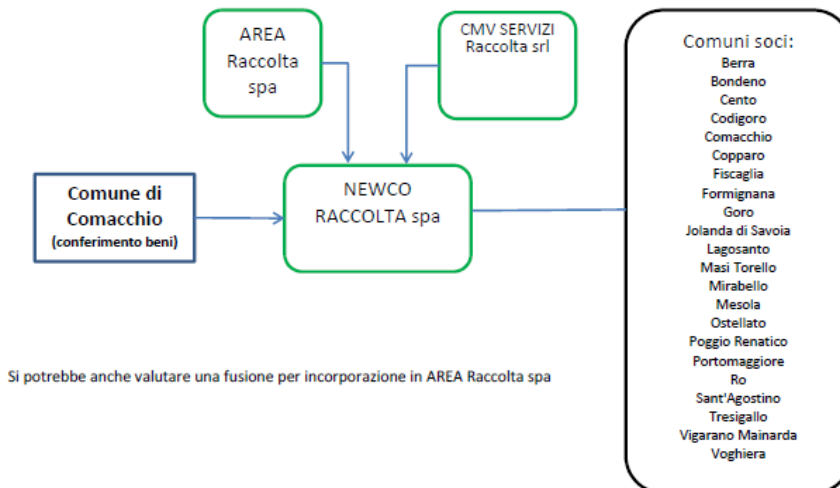 AREA
Raccolta
spa
CMV SERVIZI
Raccolta srl
Comune di
Comacchio
(conferimento beni)
NEWCO
RACCOLTA spa
Comuni soci:
Berra
Bondeno
Cento
Codigoro
Comacchio
Copparo
Fiscaglia
Formignana
Goro
Jolanda di Savoia
Lagosanto
Masi Torello
Mirabello
Mesola
Ostellato
Poggio Renatico
Portomaggiore
Ro
Sant'Agostino
Tresigallo
Vigarano Mainarda
Voghiera
Si potrebbe anche valutare una fusione per incorporazione in AREA Raccolta spa